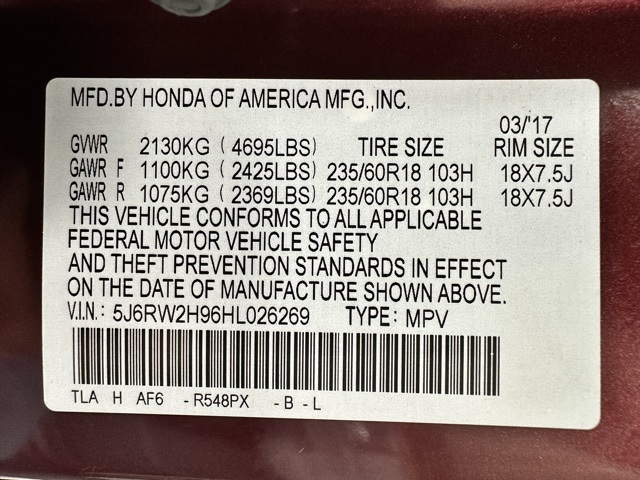 MFD.BY HONDA OF AMERICA MFG.,INC.
03/'17
GVWR 2130KG ( 4695LBS) TIRE SIZE RIM SIZE
GAWR F 1100KG ( 2425LBS) 235/60R18 103H 18X7.5J
GAWR R 1075KG ( 2369LBS) 235/60R18 103H 18X7.5J
THIS VEHICLE CONFORMS TO ALL APPLICABLE
FEDERAL MOTOR VEHICLE SAFETY
AND THEFT PREVENTION STANDARDS IN EFFECT
ON THE DATE OF MANUFACTURE SHOWN ABOVE.
V.I.N.: 5J6RW2H96HL026269 TYPE: MPV
TLA H AF6 - R548PX - B - L